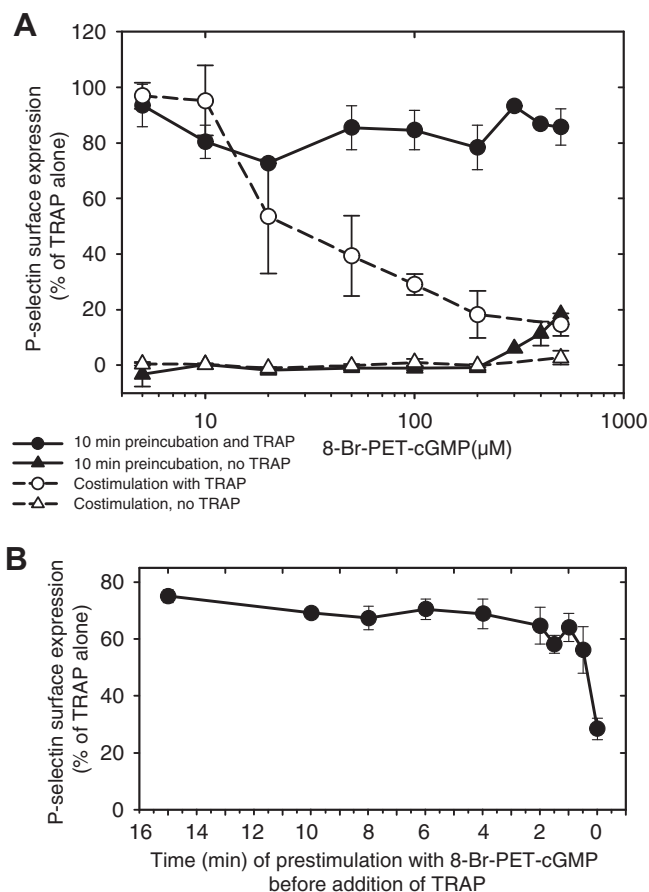 A
P-selectin surface expression
(% of TRAP alone)
120
100
80
60
40
20
0
10
100
1000
8-Br-PET-cGMP(µM)
10 min preincubation and TRAP
10 min preincubation, no TRAP
Costimulation with TRAP
Costimulation, no TRAP
B
P-selectin surface expression
(% of TRAP alone)
80
60
40
20
0
16 14 12 10 8 6 4 2 0
Time (min) of prestimulation with 8-Br-PET-cGMP
before addition of TRAP